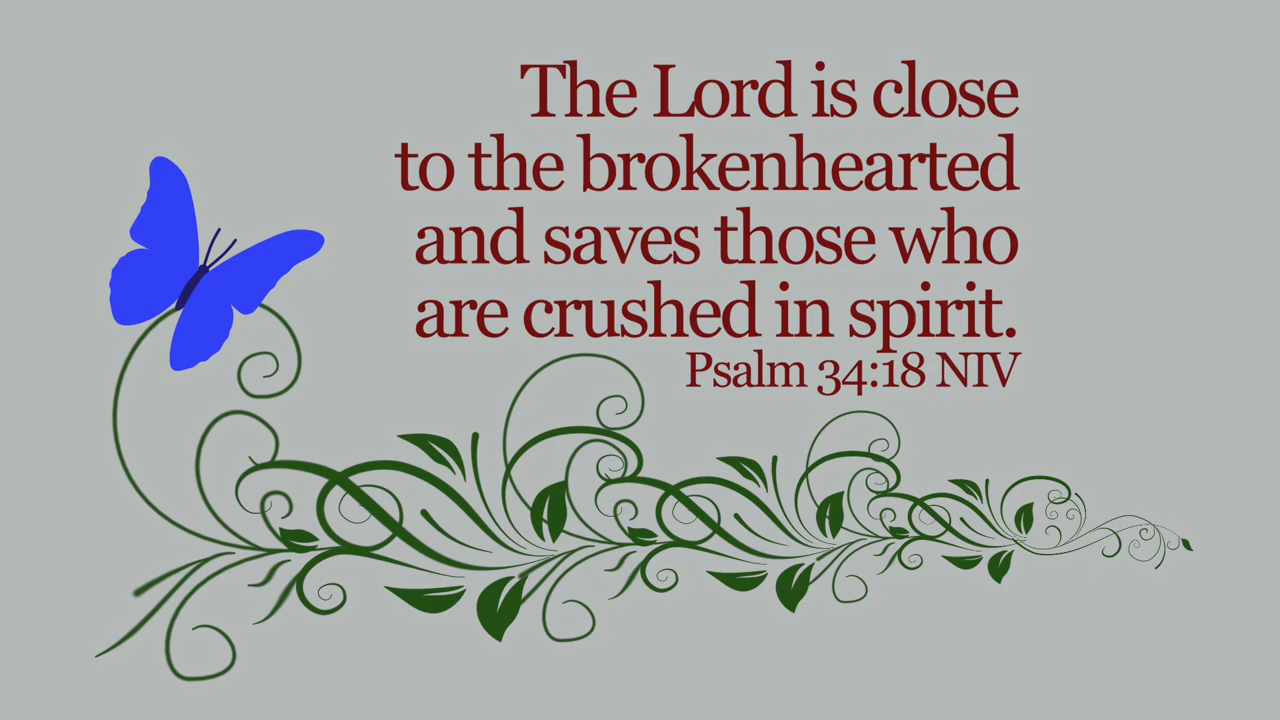 The Lord is close
to the brokenhearted
and saves those who
are crushed in spirit.
Psalm 34:18 NIV